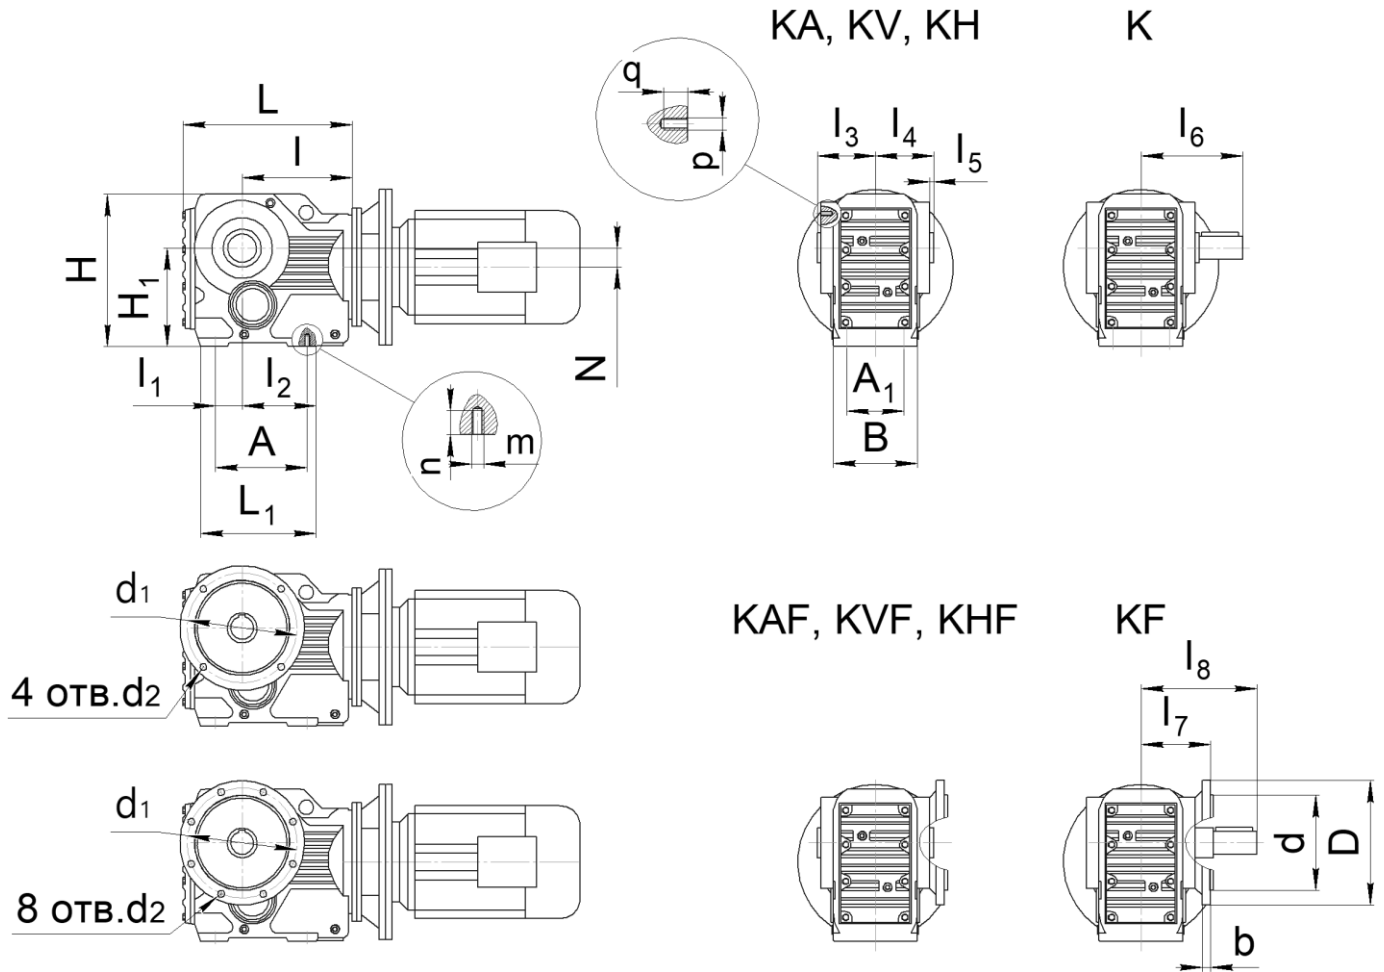 KA, KV, KH
K
q
p
L
l
l3
l4
l5
l6
H
H1
N
l1
l2
A
L1
n
m
A1
B
d1
4 отв.d2
KAF, KVF, KHF
KF
l8
l7
d1
8 отв.d2
d
D
b